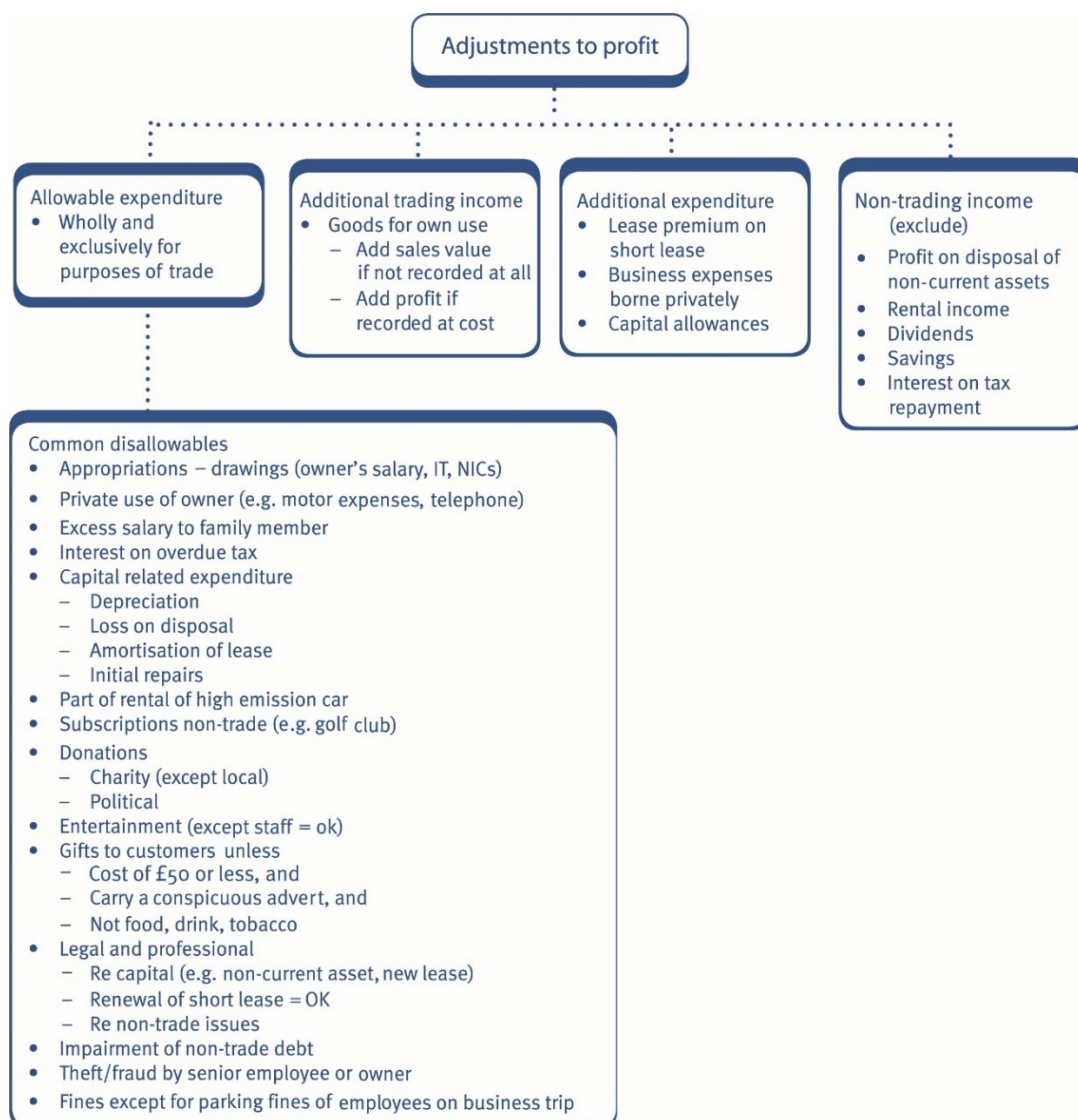 Adjustments to profit
Allowable expenditure
• Wholly and
exclusively for
purposes of trade
Additional trading income
• Goods for own use
– Add sales value
if not recorded at all
– Add profit if
recorded at cost
Additional expenditure
• Lease premium on
short lease
• Business expenses
borne privately
• Capital allowances
Non-trading income
(exclude)
• Profit on disposal of
non-current assets
• Rental income
• Dividends
• Savings
• Interest on tax
repayment
Common disallowables
• Appropriations – drawings (owner's salary, IT, NICs)
• Private use of owner (e.g. motor expenses, telephone)
• Excess salary to family member
• Interest on overdue tax
• Capital related expenditure
– Depreciation
– Loss on disposal
– Amortisation of lease
– Initial repairs
• Part of rental of high emission car
• Subscriptions non-trade (e.g. golf club)
• Donations
– Charity (except local)
– Political
• Entertainment (except staff = ok)
• Gifts to customers unless
– Cost of £50 or less, and
– Carry a conspicuous advert, and
– Not food, drink, tobacco
• Legal and professional
– Re capital (e.g. non-current asset, new lease)
– Renewal of short lease = OK
– Re non-trade issues
• Impairment of non-trade debt
• Theft/fraud by senior employee or owner
• Fines except for parking fines of employees on business trip